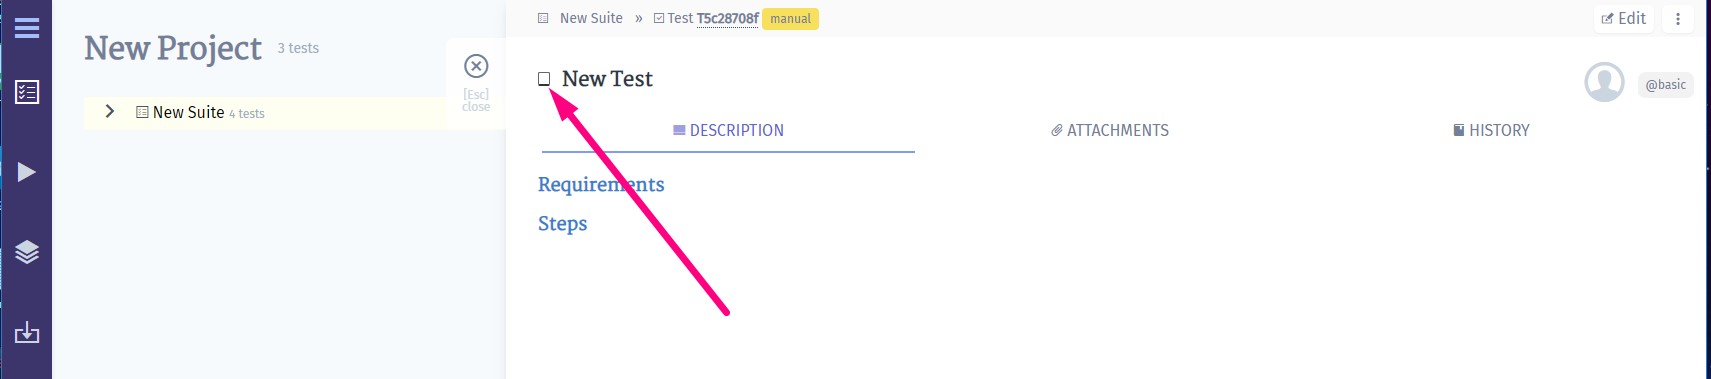 New Project 3 tests
New Suite 4 tests
[Esc]
close
New Suite » Test T5c28708f manual
Edit
New Test
@basic
DESCRIPTION
ATTACHMENTS
HISTORY
Requirements
Steps